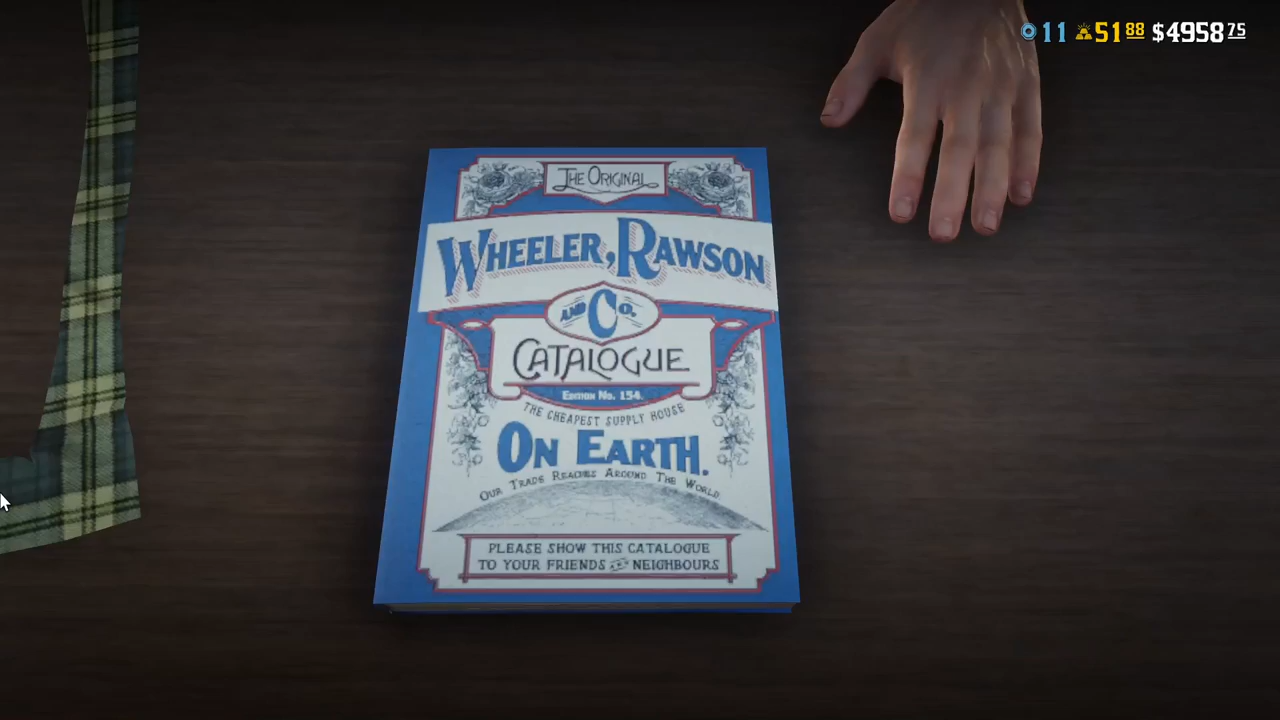 11 51 88 $4958 75
THE ORIGINAL
WHEELER, RAWSON
AND CO.
CATALOGUE
EDITION No. 154.
THE CHEAPEST SUPPLY HOUSE
ON EARTH.
OUR TRADE REACHES AROUND THE WORLD
PLEASE SHOW THIS CATALOGUE
TO YOUR FRIENDS AND NEIGHBOURS